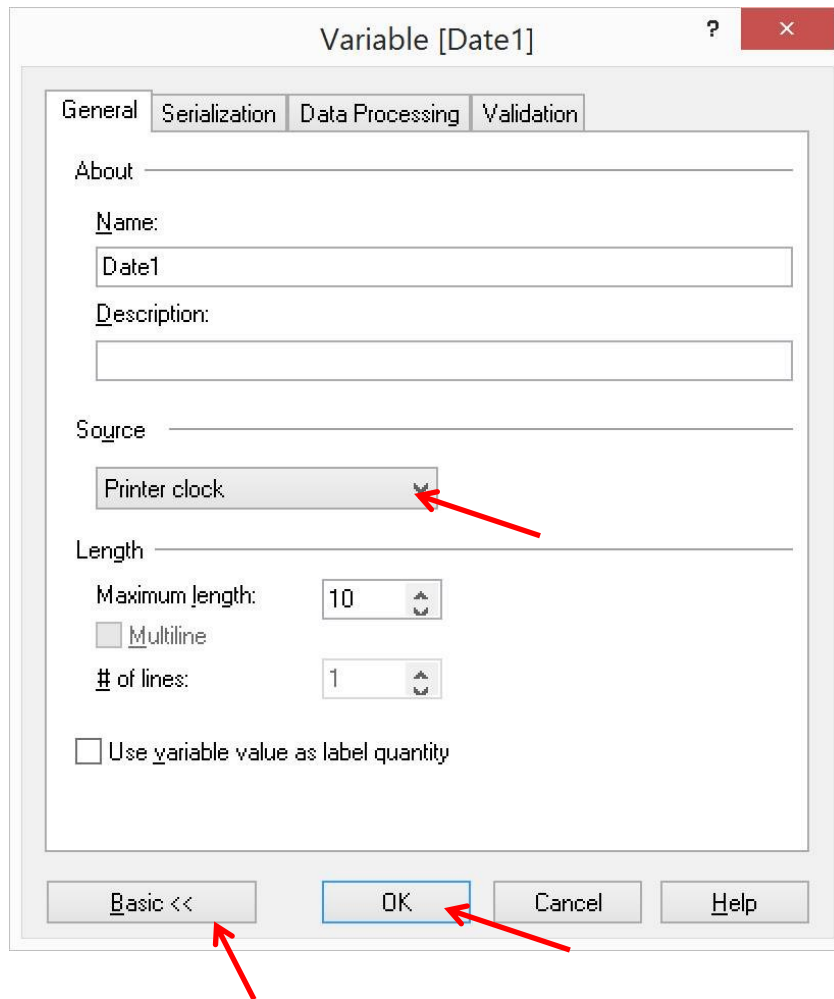 Variable [Date1] ? ×
General Serialization Data Processing Validation
About
Name:
Date1
Description:
Source
Printer clock
Length
Maximum length: 10
Multiline
# of lines: 1
Use variable value as label quantity
Basic << OK Cancel Help